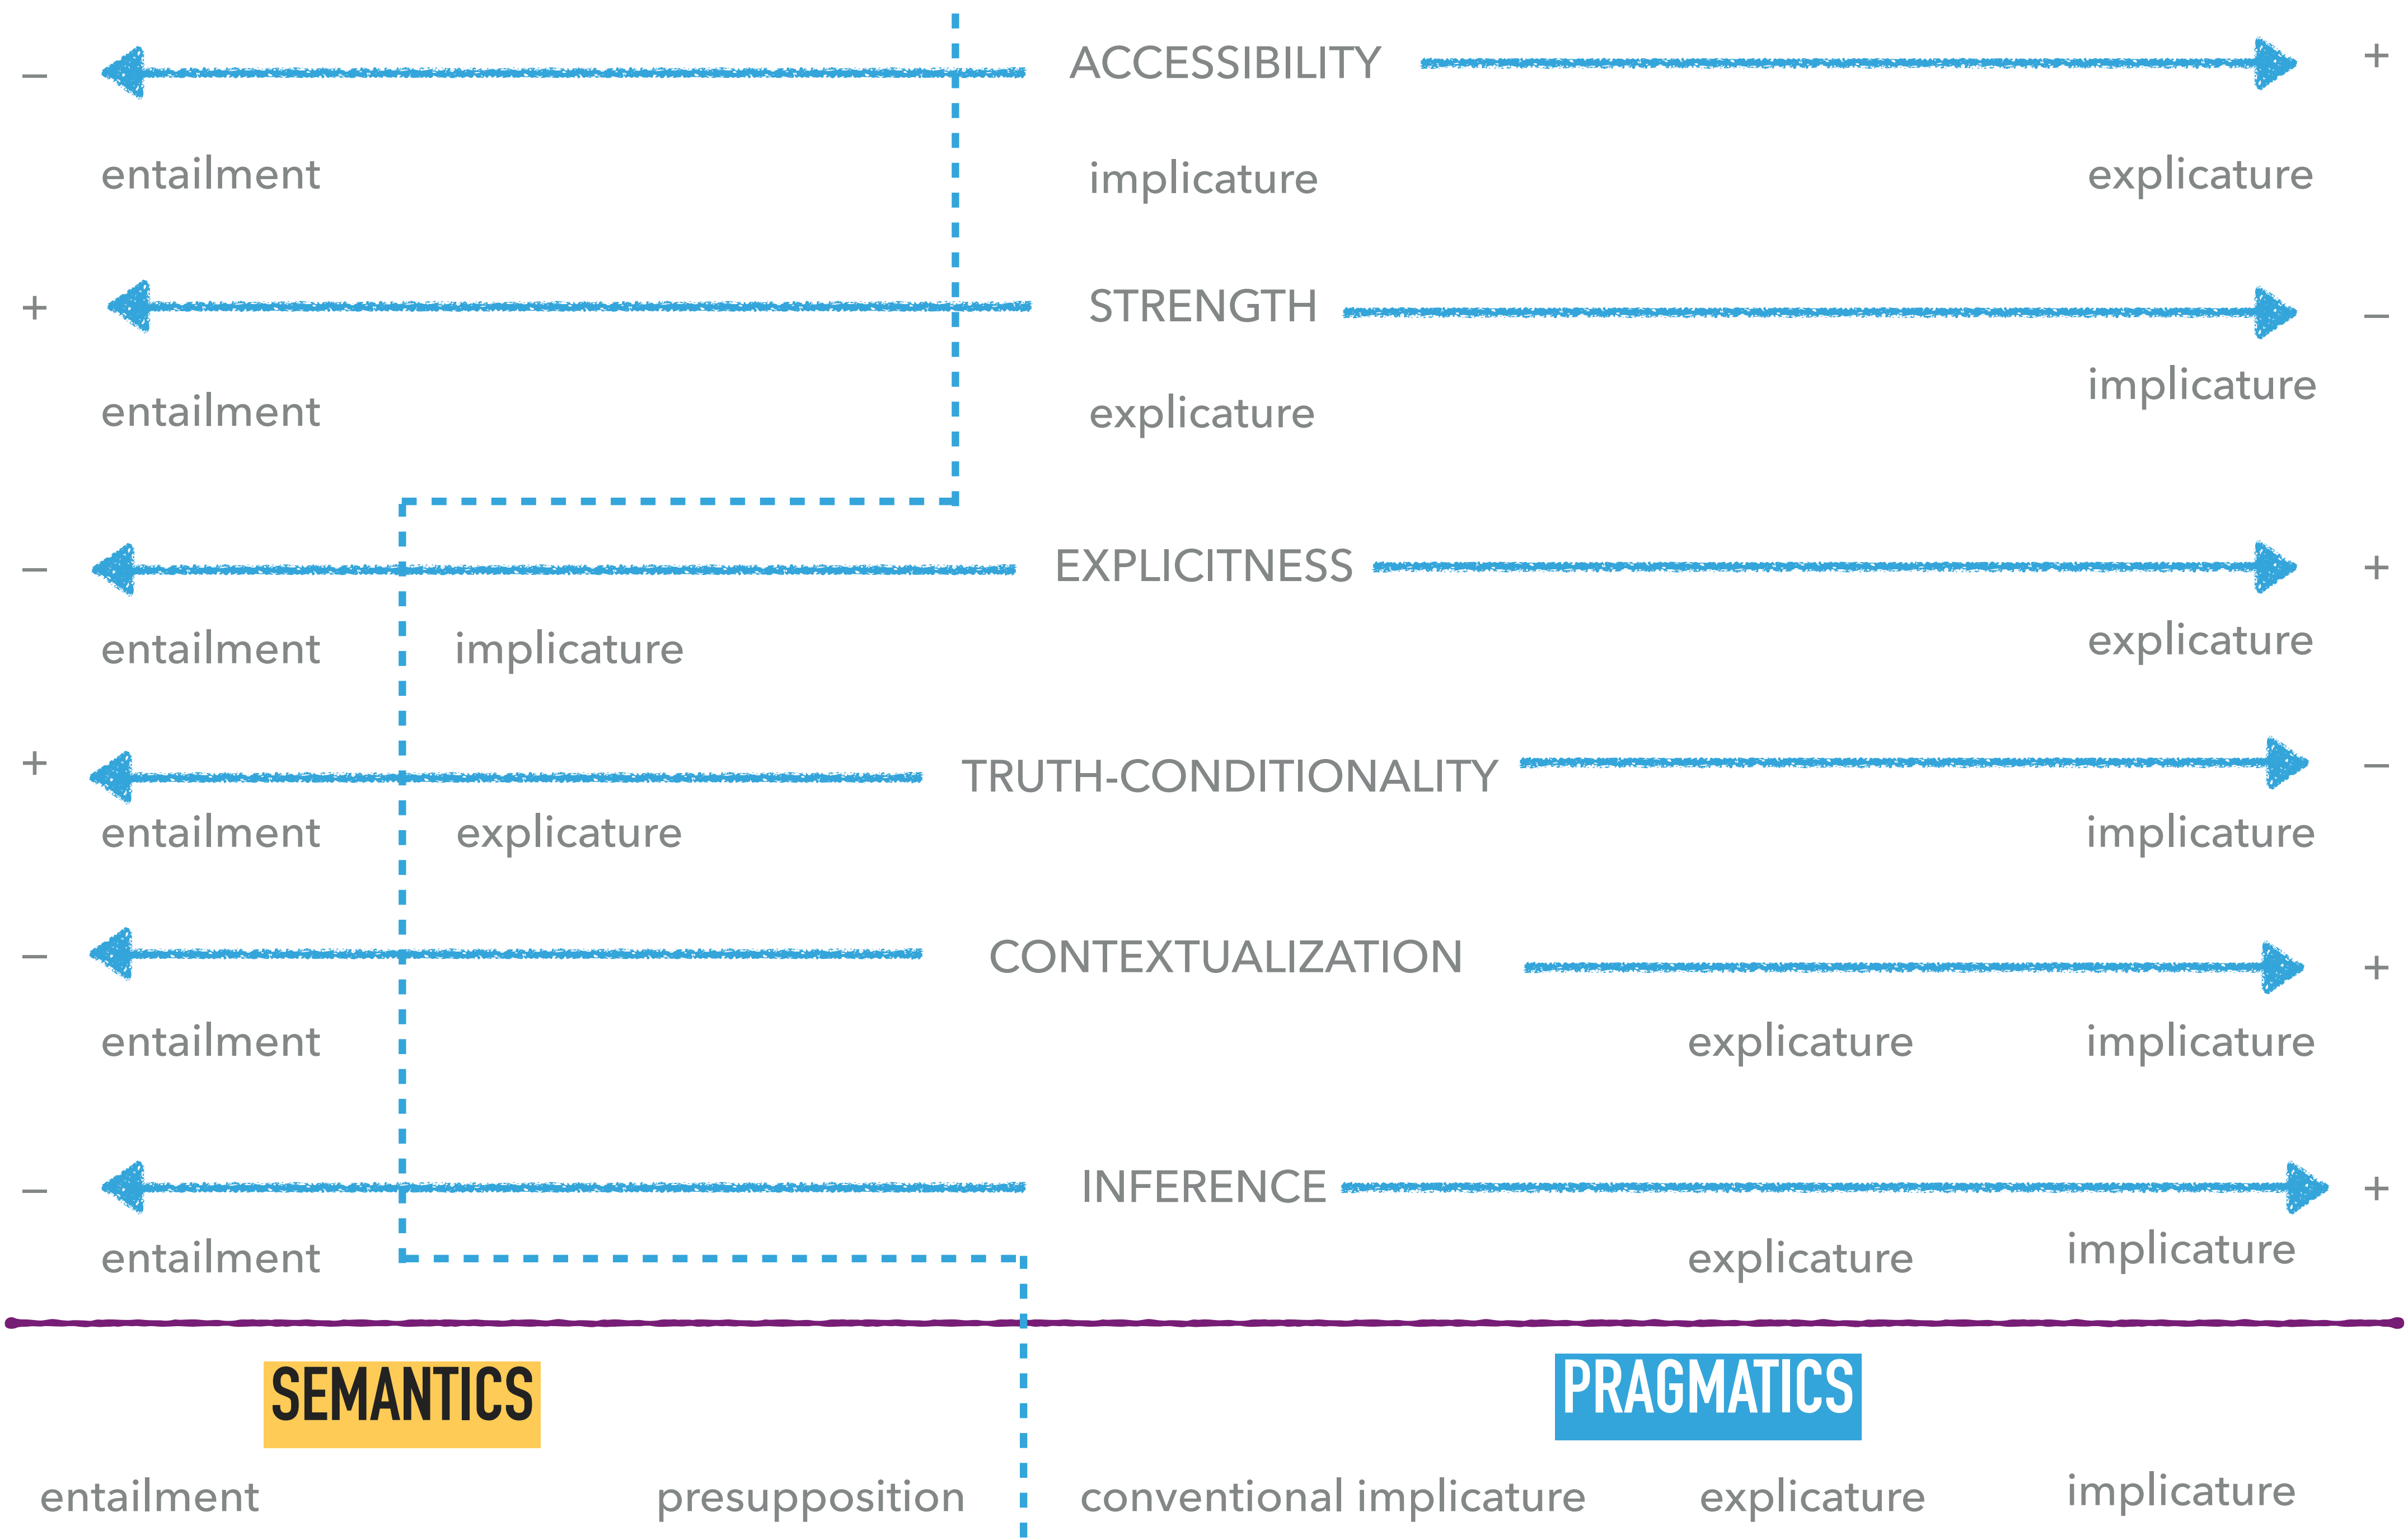 – ACCESSIBILITY +
entailment implicature explicature
+ STRENGTH –
entailment explicature implicature
– EXPLICITNESS +
entailment implicature explicature
+ TRUTH-CONDITIONALITY –
entailment explicature implicature
– CONTEXTUALIZATION +
entailment explicature implicature
– INFERENCE +
entailment explicature implicature
SEMANTICS PRAGMATICS
entailment presupposition conventional implicature explicature implicature